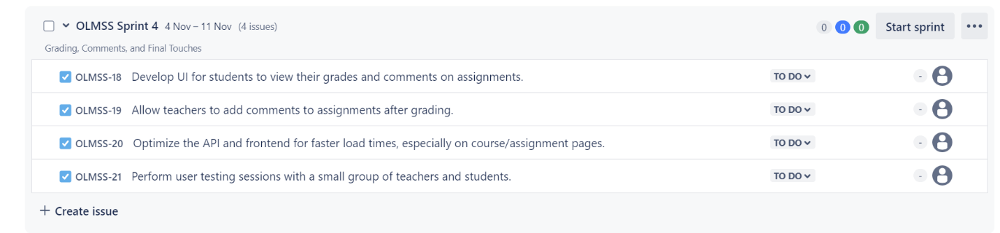 OLMSS Sprint 4 4 Nov – 11 Nov (4 issues) 0 0 0 Start sprint
Grading, Comments, and Final Touches
OLMSS-18 Develop UI for students to view their grades and comments on assignments. TO DO -
OLMSS-19 Allow teachers to add comments to assignments after grading. TO DO -
OLMSS-20 Optimize the API and frontend for faster load times, especially on course/assignment pages. TO DO -
OLMSS-21 Perform user testing sessions with a small group of teachers and students. TO DO -
+ Create issue